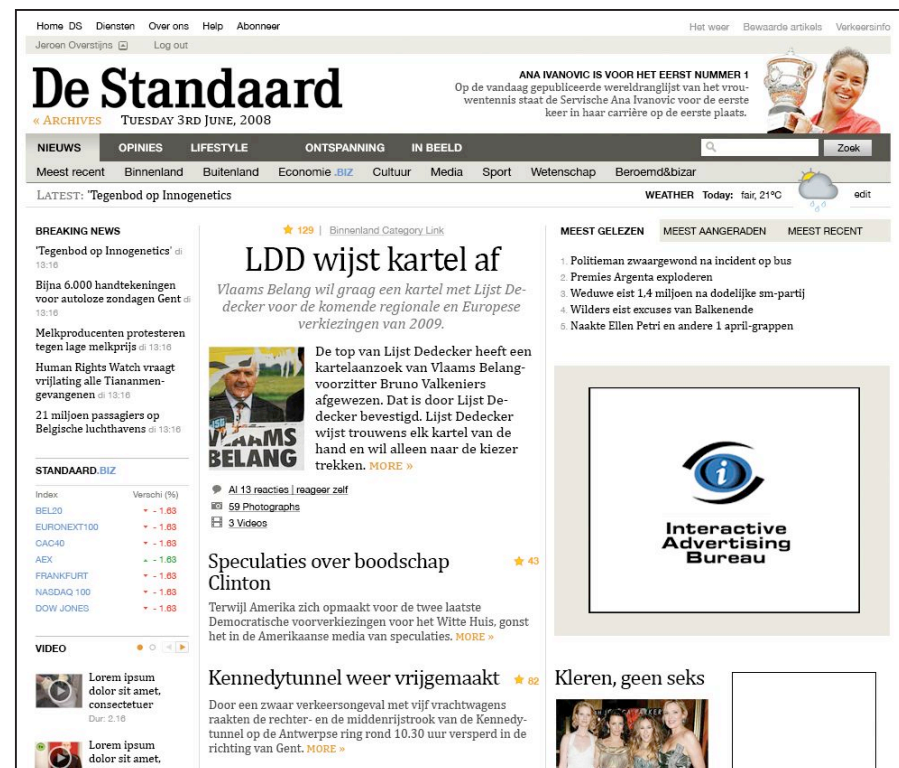 Home DS Diensten Over ons Help Abonneer
Het weer Bewaarde artikels Verkeersinfo
Jeroen Overstijns Log out
De Standaard
« ARCHIVES TUESDAY 3RD JUNE, 2008
ANA IVANOVIC IS VOOR HET EERST NUMMER 1
Op de vandaag gepubliceerde wereldranglijst van het vrou-
wentennis staat de Servische Ana Ivanovic voor de eerste
keer in haar carrière op de eerste plaats.
NIEUWS OPINIES LIFESTYLE ONTSPANNING IN BEELD
Zoek
Meest recent Binnenland Buitenland Economie .BIZ Cultuur Media Sport Wetenschap Beroemd&bizar
LATEST: 'Tegenbod op Innogenetics
WEATHER Today: fair, 21°C edit
BREAKING NEWS
'Tegenbod op Innogenetics' di
13:16
Bijna 6.000 handtekeningen
voor autoloze zondagen Gent di
13:16
Melkproducenten protesteren
tegen lage melkprijs di 13:16
Human Rights Watch vraagt
vrijlating alle Tiananmen-
gevangenen di 13:16
21 miljoen passagiers op
Belgische luchthavens di 13:16
STANDAARD.BIZ
Index Verschi (%)
BEL20 - 1.63
EURONEXT100 - 1.63
CAC40 - 1.63
AEX - 1.63
FRANKFURT - 1.63
NASDAQ 100 - 1.63
DOW JONES - 1.63
VIDEO
Lorem ipsum
dolor sit amet,
consectetuer
Dur: 2.16
Lorem ipsum
dolor sit amet,
129 | Binnenland Category Link
LDD wijst kartel af
Vlaams Belang wil graag een kartel met Lijst De-
decker voor de komende regionale en Europese
verkiezingen van 2009.
VLAAMS
BELANG
De top van Lijst Dedecker heeft een
kartelaanzoek van Vlaams Belang-
voorzitter Bruno Valkeniers
afgewezen. Dat is door Lijst De-
decker bevestigd. Lijst Dedecker
wijst trouwens elk kartel van de
hand en wil alleen naar de kiezer
trekken. MORE »
Al 13 reacties | reageer zelf
59 Photographs
3 Videos
Speculaties over boodschap
Clinton
43
Terwijl Amerika zich opmaakt voor de twee laatste
Democratische voorverkiezingen voor het Witte Huis, gonst
het in de Amerikaanse media van speculaties. MORE »
Kennedytunnel weer vrijgemaakt 82
Door een zwaar verkeersongeval met vijf vrachtwagens
raakten de rechter- en de middenrijstrook van de Kennedy-
tunnel op de Antwerpse ring rond 10.30 uur versperd in de
richting van Gent. MORE »
MEEST GELEZEN MEEST AANGERADEN MEEST RECENT
1. Politieman zwaargewond na incident op bus
2. Premies Argenta exploderen
3. Weduwe eist 1,4 miljoen na dodelijke sm-partij
4. Wilders eist excuses van Balkenende
5. Naakte Ellen Petri en andere 1 april-grappen
i
Interactive
Advertising
Bureau
Kleren, geen seks